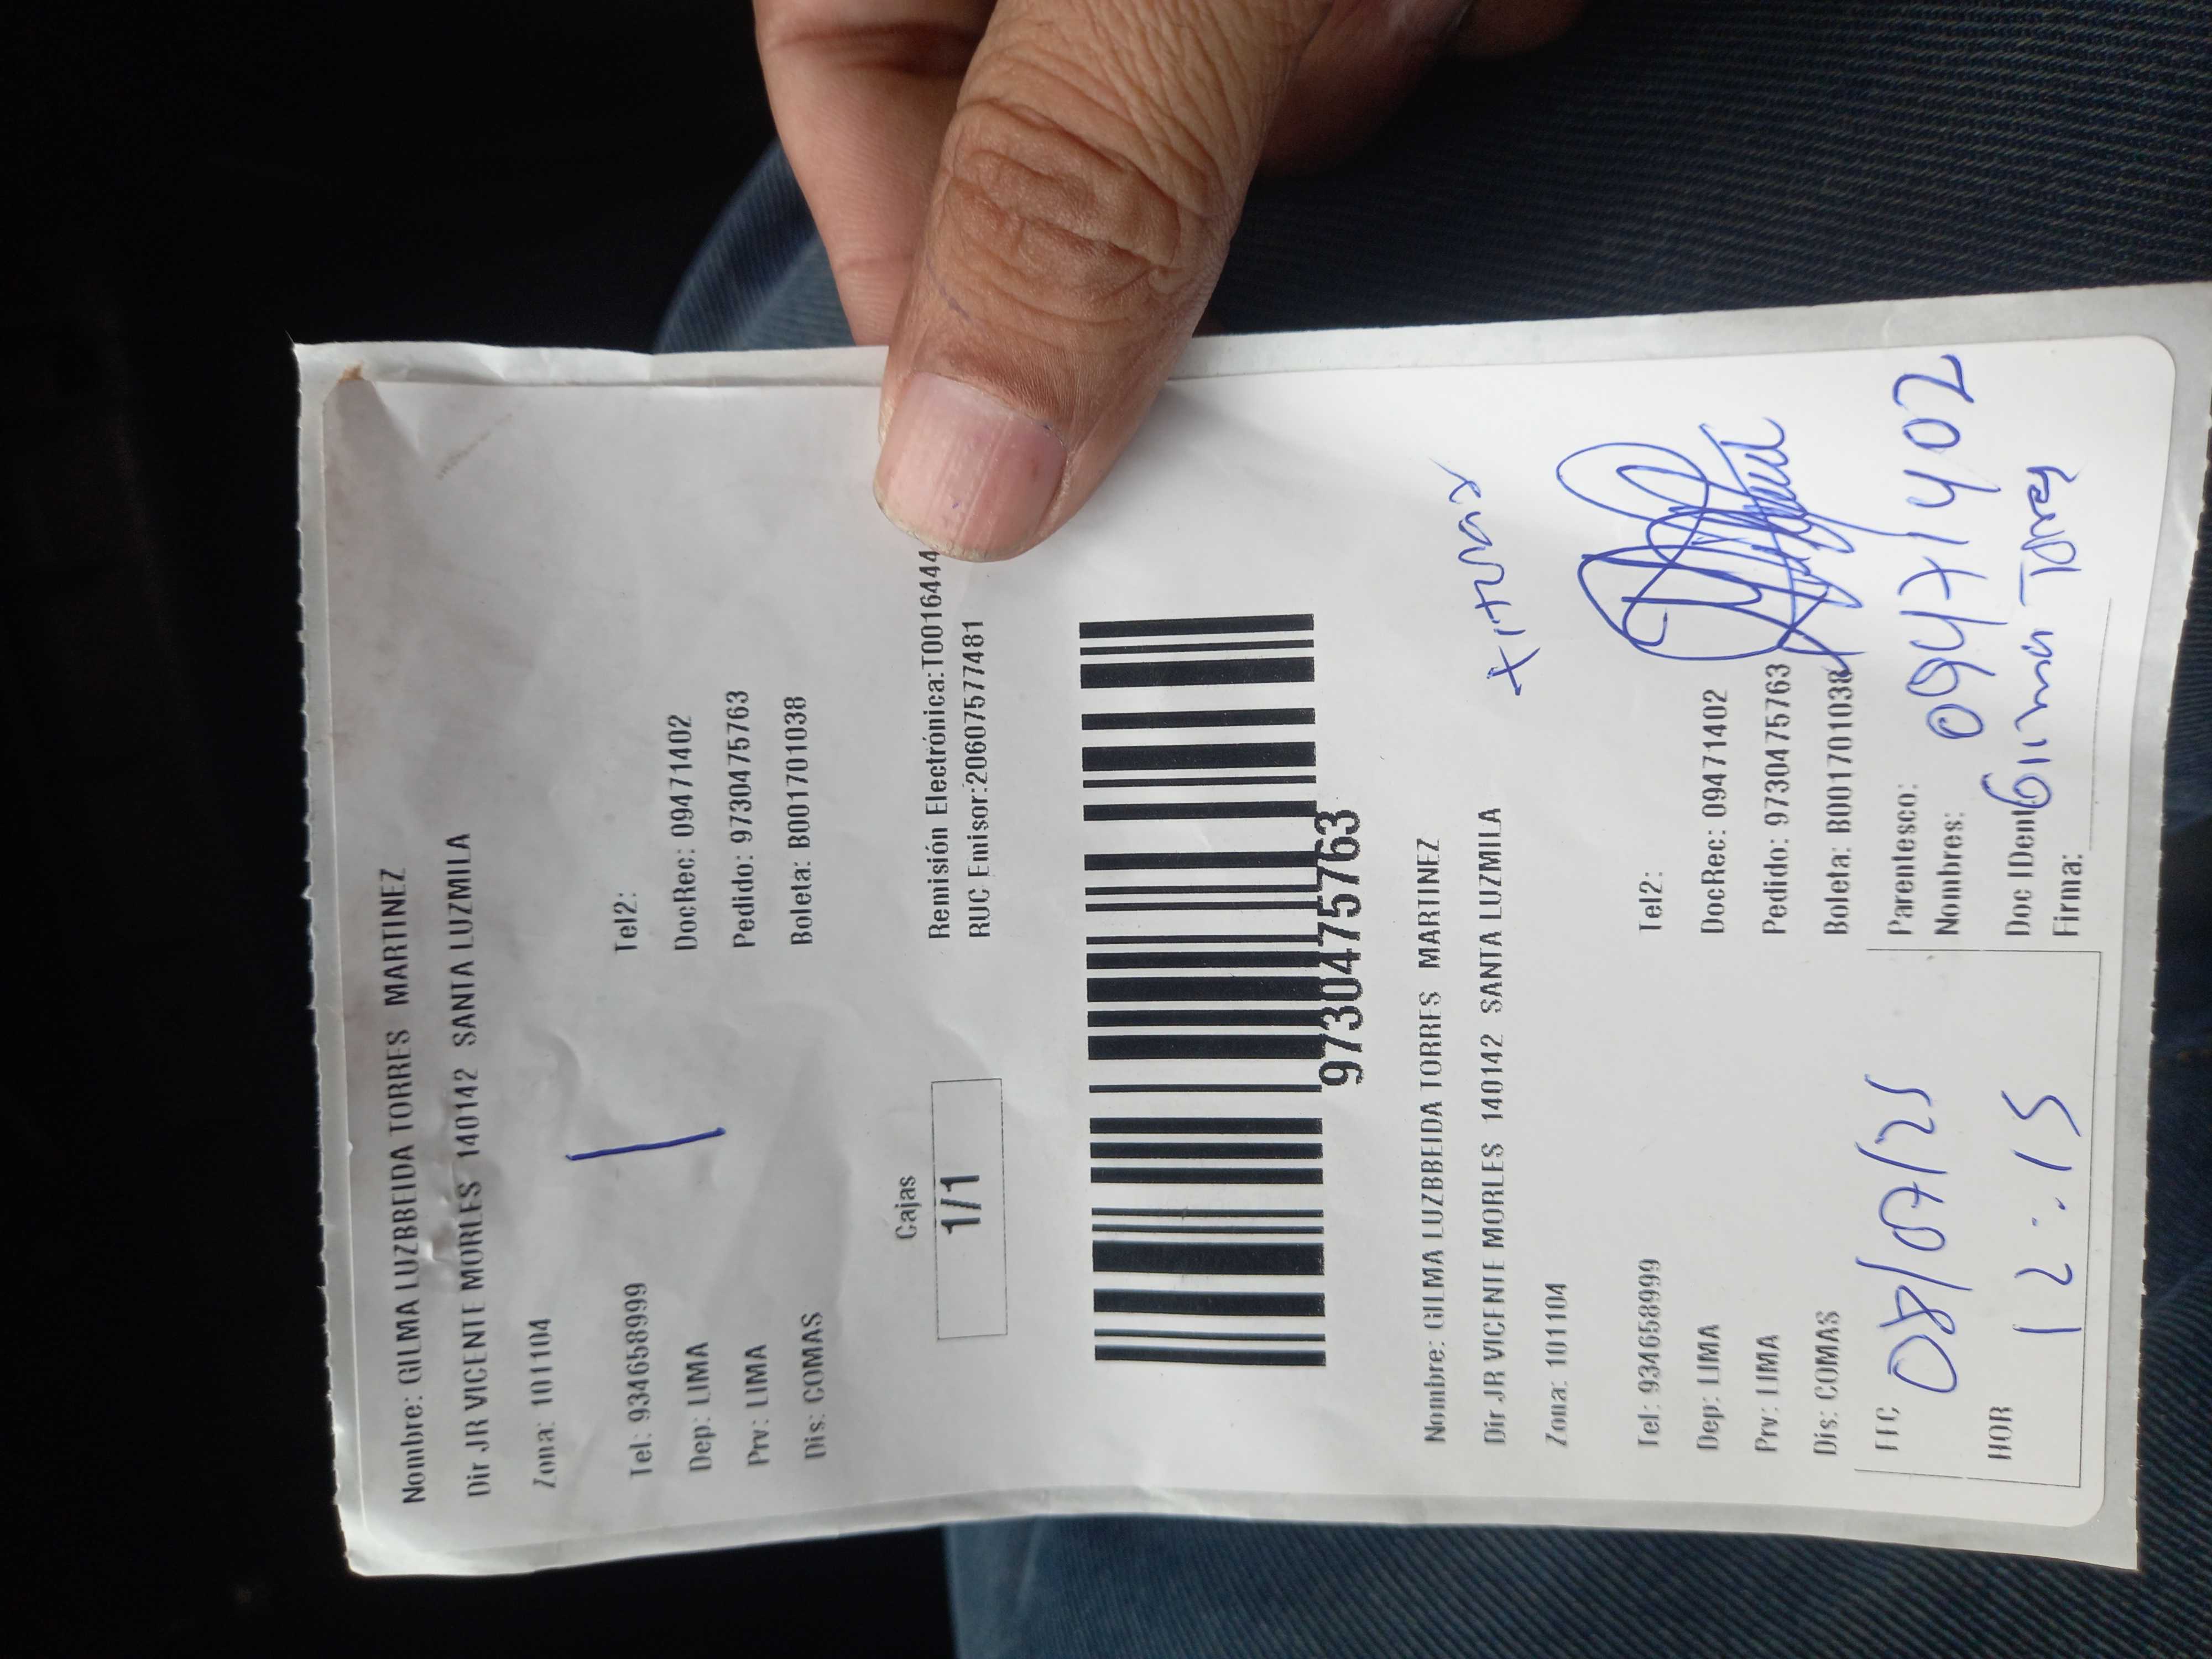 Nombre: GILMA LUZBBEIDA TORRES MARTINEZ
Dir JR VICENTE MORLES 140142 SANTA LUZMILA
Zona: 101104
Tel: 934658999 Tel2:
Dep: LIMA DocRec: 09471402
Prv: LIMA Pedido: 9730475763
Dis: COMAS Boleta: B001701038
Cajas
1/1
Remisión Electrónica:T0016444
RUC Emisor:20607577481
9730475763
Nombre: GILMA LUZBBEIDA TORRES MARTINEZ
Dir JR VICENTE MORLES 140142 SANTA LUZMILA
Zona: 101104
Tel: 934658999 Tel2:
Dep: LIMA DocRec: 09471402
Prv: LIMA Pedido: 9730475763
Dis: COMAS Boleta: B001701038
FEC 08/07/25 Parentesco:
Nombres: 09471402
HOR 12:15 Doc IDent Gilma Torres
Firma: